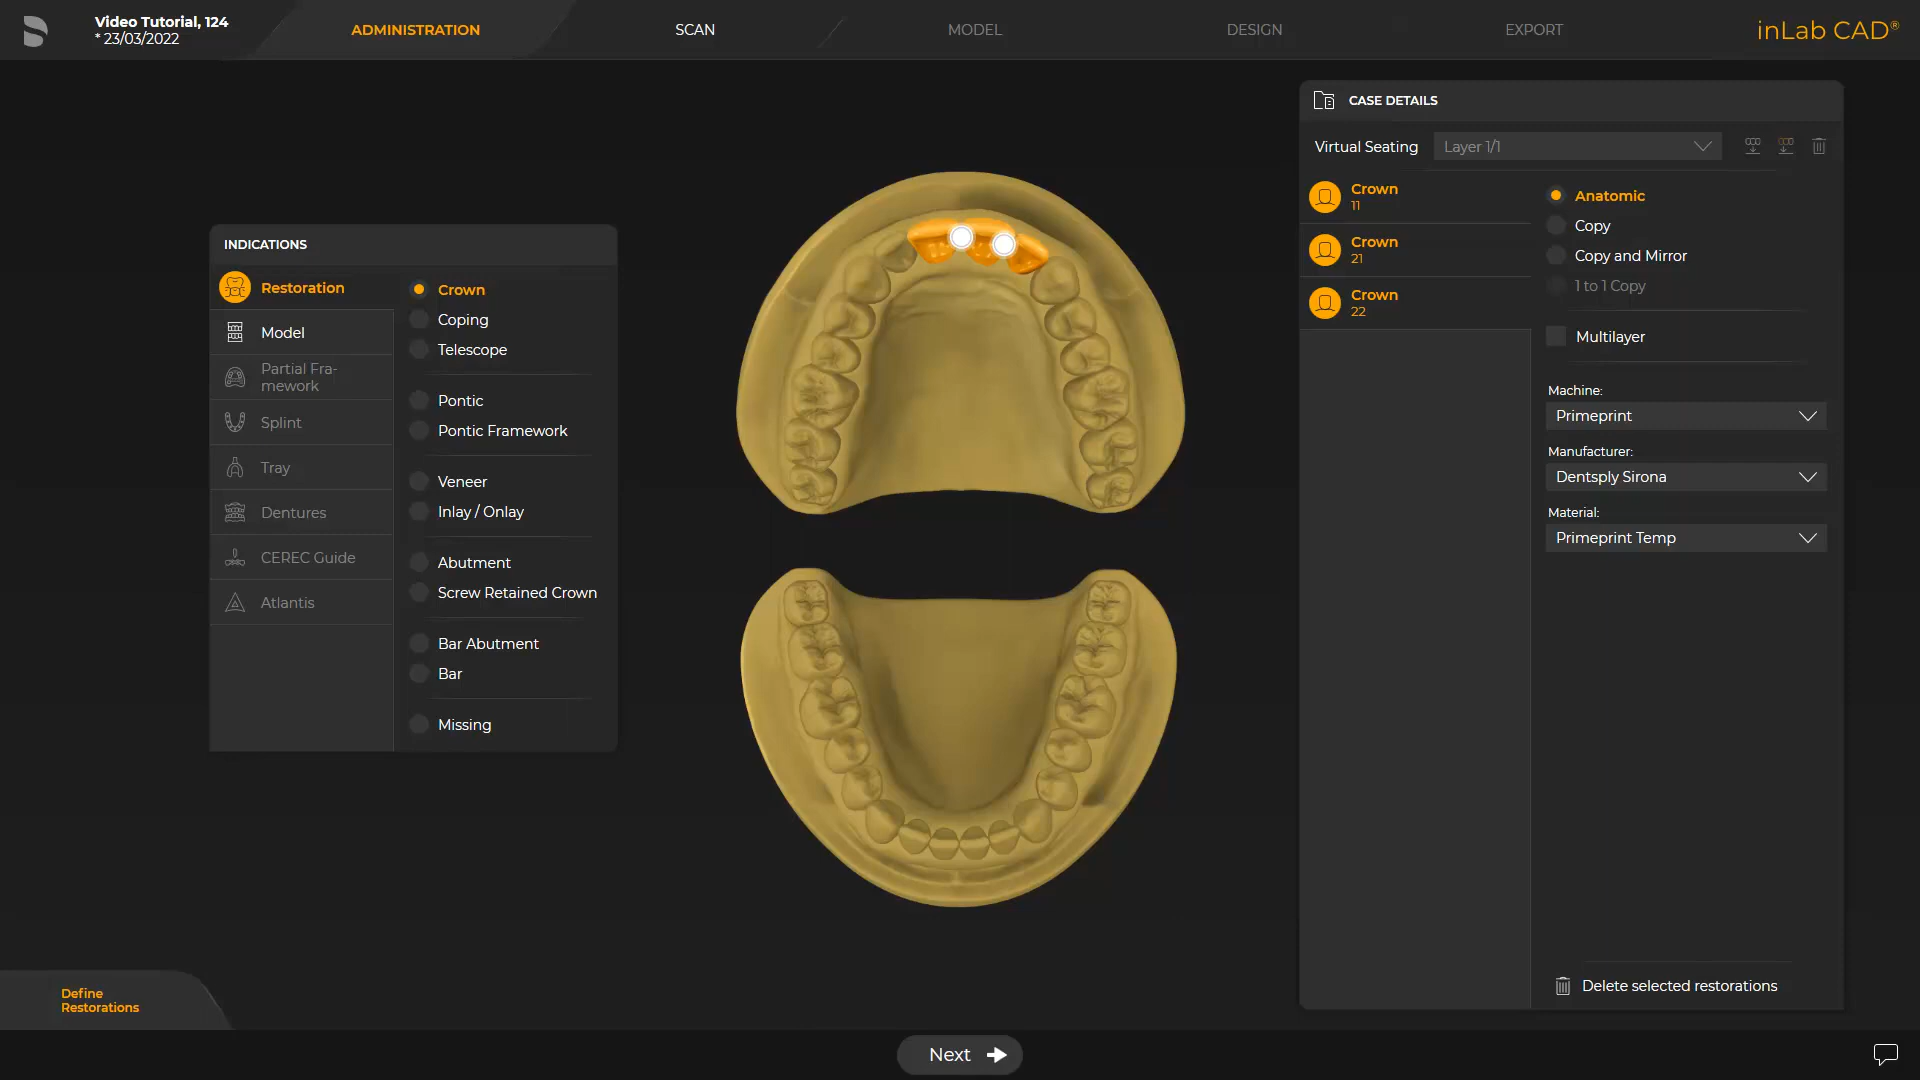 Video Tutorial, 124
* 23/03/2022
ADMINISTRATION
SCAN
MODEL
DESIGN
EXPORT
inLab CAD®
INDICATIONS
Restoration
Model
Partial Fra-
mework
Splint
Tray
Dentures
CEREC Guide
Atlantis
Crown
Coping
Telescope
Pontic
Pontic Framework
Veneer
Inlay / Onlay
Abutment
Screw Retained Crown
Bar Abutment
Bar
Missing
CASE DETAILS
Virtual Seating
Layer 1/1
Crown
11
Crown
21
Crown
22
Anatomic
Copy
Copy and Mirror
1 to 1 Copy
Multilayer
Machine:
Primeprint
Manufacturer:
Dentsply Sirona
Material:
Primeprint Temp
Delete selected restorations
Define
Restorations
Next